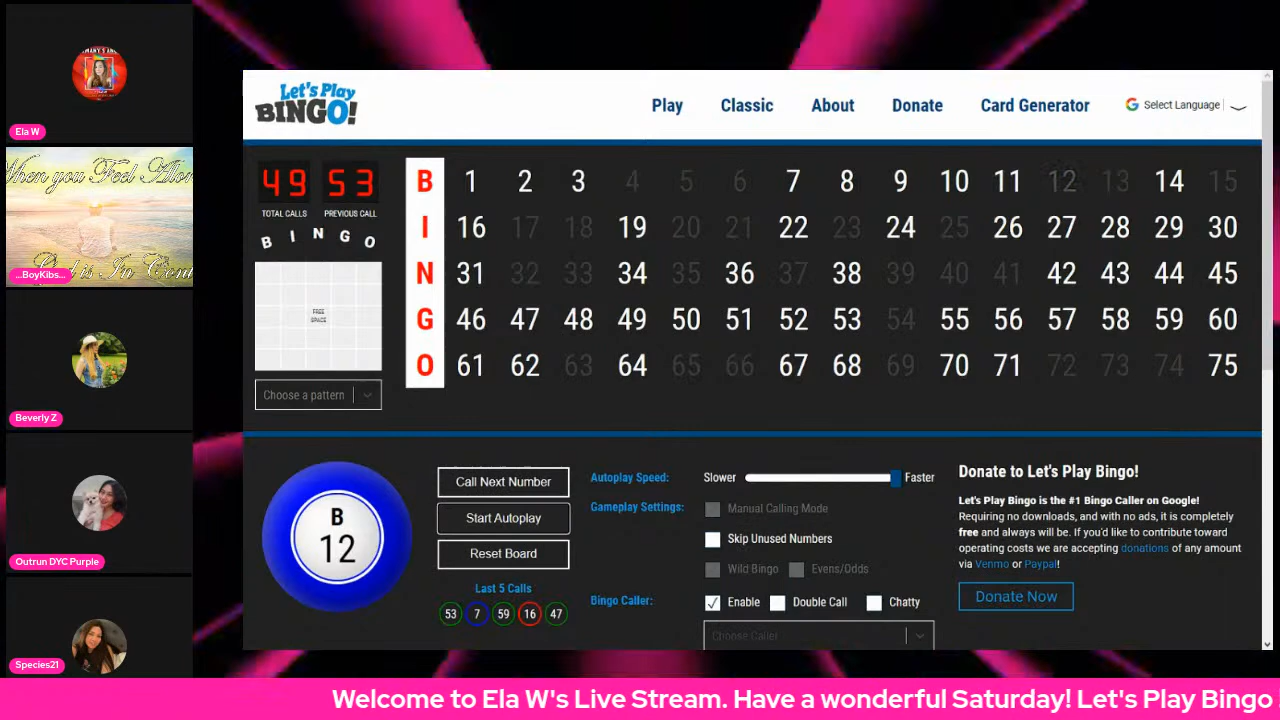 Ela W
When you Feel Alon
God is In Cont
...BoyKibs...
Beverly Z
Outrun DYC Purple
Species21
Let's Play
BINGO!
Play Classic About Donate Card Generator Select Language
49 53
TOTAL CALLS PREVIOUS CALL
B I N G O
FREE
SPACE
Choose a pattern
B 1 2 3 4 5 6 7 8 9 10 11 12 13 14 15
I 16 17 18 19 20 21 22 23 24 25 26 27 28 29 30
N 31 32 33 34 35 36 37 38 39 40 41 42 43 44 45
G 46 47 48 49 50 51 52 53 54 55 56 57 58 59 60
O 61 62 63 64 65 66 67 68 69 70 71 72 73 74 75
B
12
Call Next Number
Start Autoplay
Reset Board
Last 5 Calls
53 7 59 16 47
Autoplay Speed: Slower Faster
Gameplay Settings: Manual Calling Mode
Skip Unused Numbers
Wild Bingo Evens/Odds
Bingo Caller: Enable Double Call Chatty
Choose Caller
Donate to Let's Play Bingo!
Let's Play Bingo is the #1 Bingo Caller on Google!
Requiring no downloads, and with no ads, it is completely
free and always will be. If you'd like to contribute toward
operating costs we are accepting donations of any amount
via Venmo or Paypal!
Donate Now
Welcome to Ela W's Live Stream. Have a wonderful Saturday! Let's Play Bingo